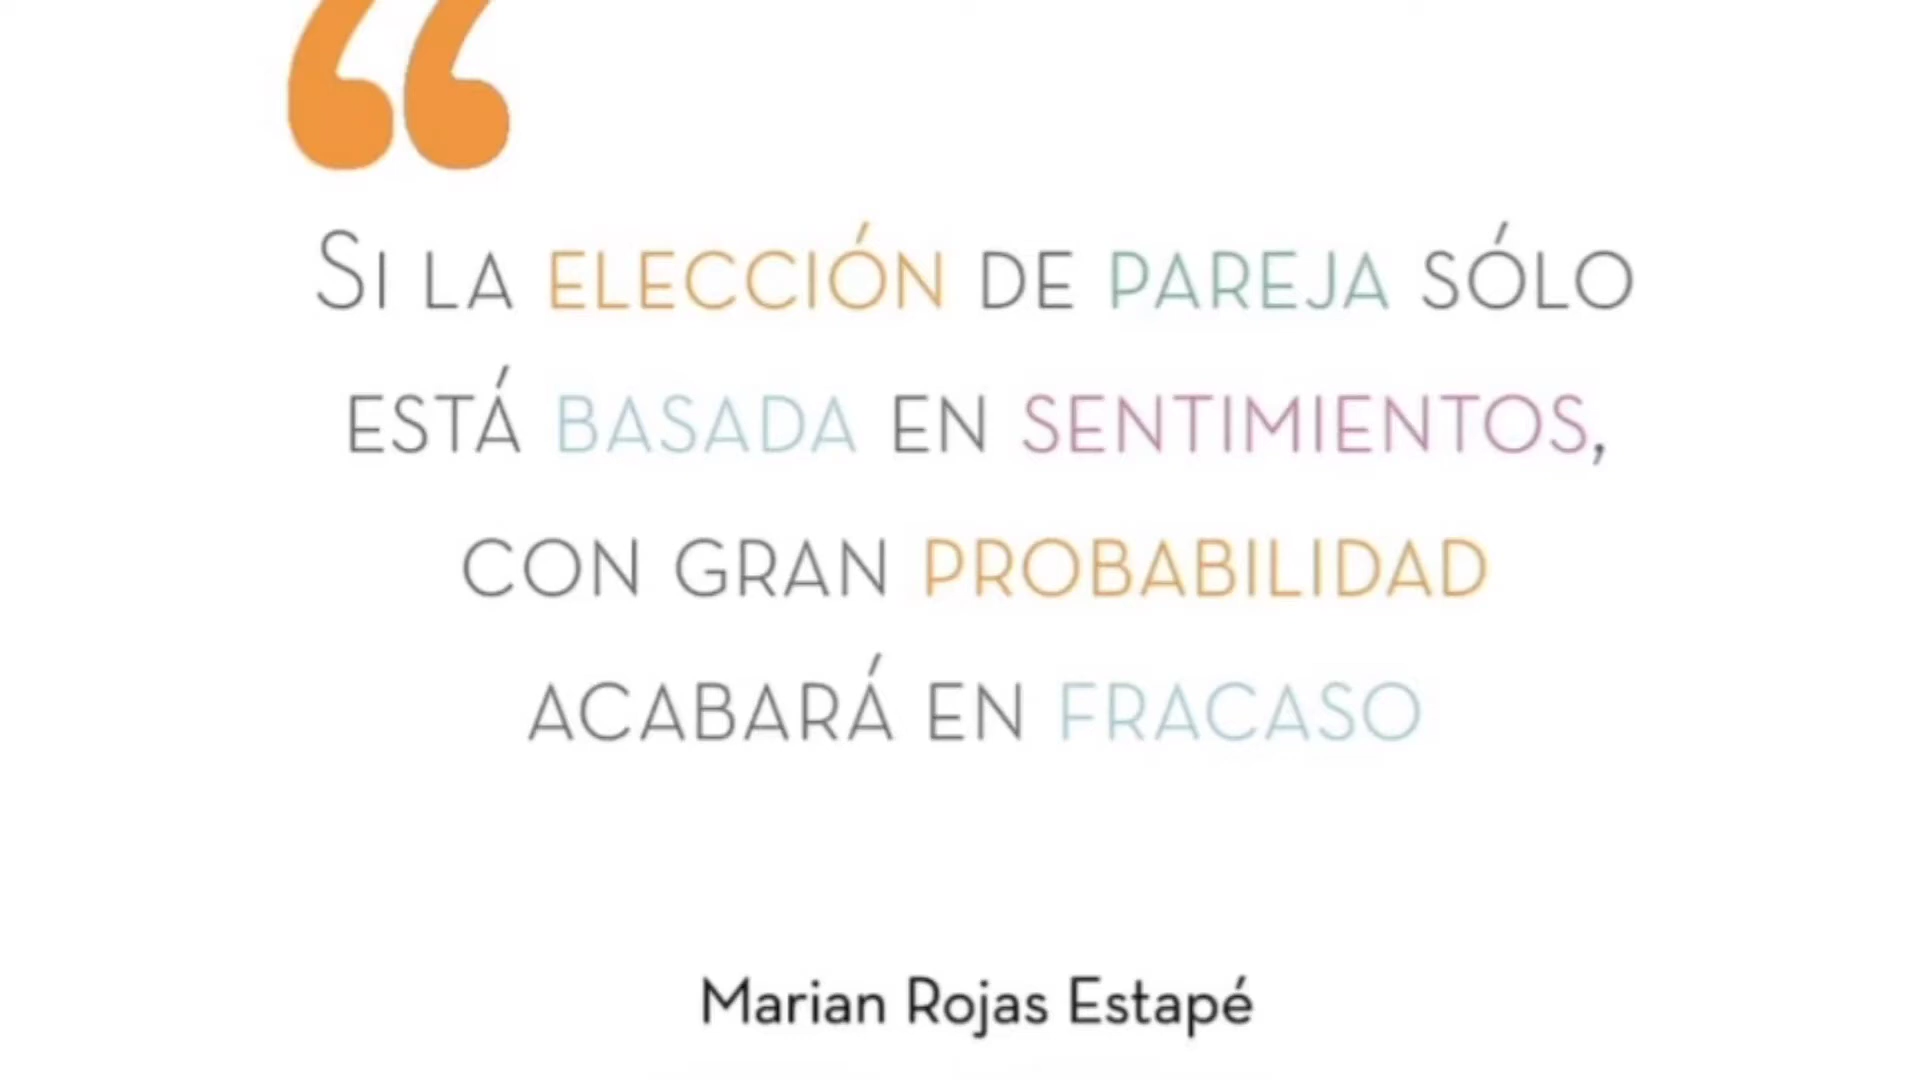 “
Si la elección de pareja sólo
está basada en sentimientos,
con gran probabilidad
acabará en fracaso
Marian Rojas Estapé